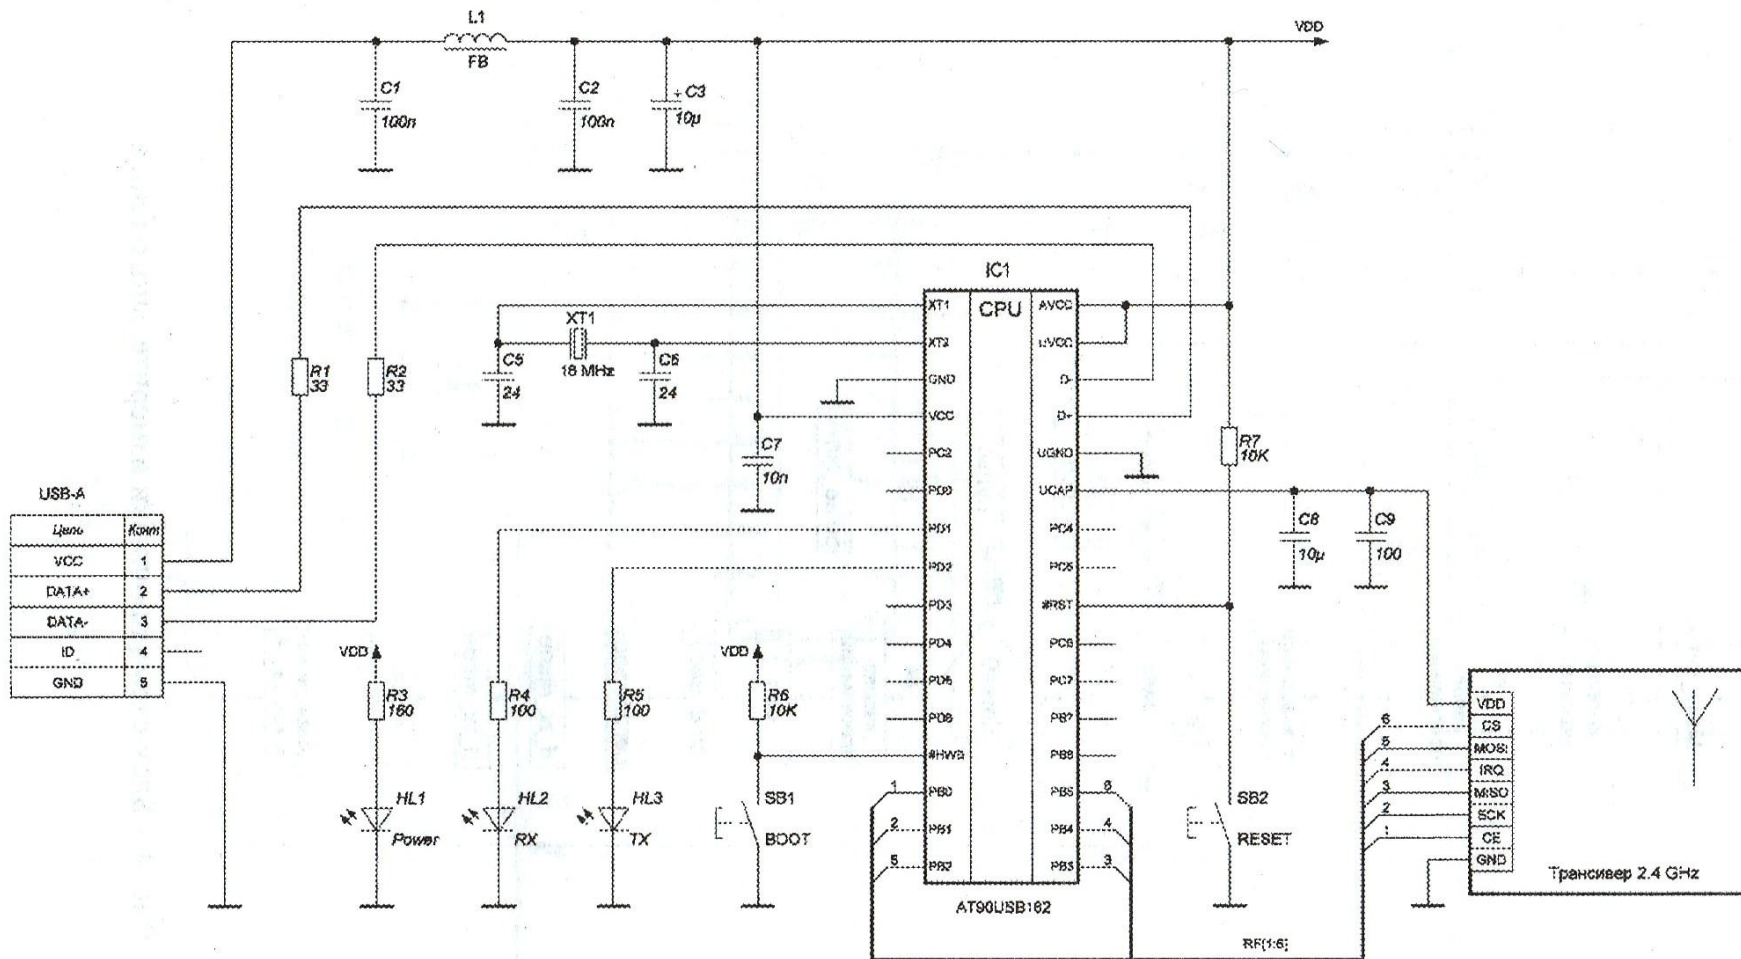 L1
FB
VDD
C1
100n
C2
100n
+ C3
10µ
IC1
XT1
CPU
AVCC
XT2
UVCC
GND
D-
VCC
D+
PC2
UGND
PD0
UCAP
PD1
PC4
PD2
PC5
PD3
#RST
PD4
PC6
PD5
PC7
PD6
PB7
#HWB
PB6
1
PB0
PB5
6
2
PB1
PB4
4
5
PB2
PB3
3
AT90USB162
XT1
C5
24
C6
24
R1
33
R2
33
C7
10n
R7
10K
C8
10µ
C9
100
USB-A
Цепь
Конт
VCC
1
DATA+
2
DATA-
3
ID
4
GND
5
VDD
R3
160
R4
100
R5
100
VDD
R6
10K
HL1
Power
HL2
RX
HL3
TX
SB1
BOOT
SB2
RESET
6
5
4
3
2
1
VDD
CS
MOSI
IRQ
MISO
SCK
CE
GND
Трансивер 2.4 GHz
RF[1:6]